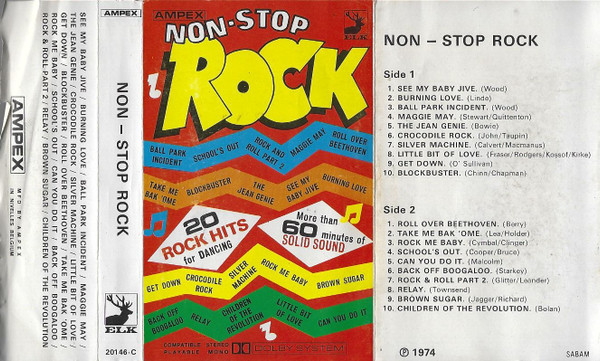 SEE MY BABY JIVE / BURNING LOVE / BALL PARK INCIDENT / MAGGIE MAY /
THE JEAN GENIE / CROCODILE ROCK / SILVER MACHINE / LITTLE BIT OF LOVE /
GET DOWN / BLOCKBUSTER / ROLL OVER BEETHOVEN / TAKE ME BAK 'OME
ROCK ME BABY / SCHOOL'S OUT / CAN YOU DO IT / BACK OFF BOOGALOO /
ROCK & ROLL-PART 2 / RELAY / BROWN SUGAR / CHILDREN OF THE REVOLUTION
AMPEX
MFD BY AMPEX
IN NIVELLES BELGIUM
AMPEX
NON - STOP ROCK
ELK
20146-C
AMPEX
ELK
NON-STOP
ROCK
BALL PARK
INCIDENT
SCHOOL'S OUT
ROCK AND
ROLL PART 2
MAGGIE MAY
ROLL OVER
BEETHOVEN
TAKE ME
BAK 'OME
BLOCKBUSTER
THE
JEAN GENIE
SEE MY
BABY JIVE
BURNING LOVE
20
ROCK HITS
for DANCING
More than
60 minutes of
SOLID SOUND
GET DOWN
CROCODILE
ROCK
SILVER
MACHINE
ROCK ME BABY
BROWN SUGAR
BACK OFF
BOOGALOO
RELAY
CHILDREN
OF THE
REVOLUTION
LITTLE BIT
OF LOVE
CAN YOU DO IT
COMPATIBLE STEREO
PLAYABLE MONO
DOLBY SYSTEM
NON – STOP ROCK
Side 1
1. SEE MY BABY JIVE. (Wood)
2. BURNING LOVE. (Linda)
3. BALL PARK INCIDENT. (Wood)
4. MAGGIE MAY. (Stewart/Quittenton)
5. THE JEAN GENIE. (Bowie)
6. CROCODILE ROCK. (John/Taupin)
7. SILVER MACHINE. (Calvert/Macmanus)
8. LITTLE BIT OF LOVE. (Fraser/Rodgers/Kossof/Kirke)
9. GET DOWN. (O' Sullivan)
10. BLOCKBUSTER. (Chinn/Chapman)
Side 2
1. ROLL OVER BEETHOVEN. (Berry)
2. TAKE ME BAK 'OME. (Lea/Holder)
3. ROCK ME BABY. (Cymbal/Clinger)
4. SCHOOL'S OUT. (Cooper/Bruce)
5. CAN YOU DO IT. (Malcolm)
6. BACK OFF BOOGALOO. (Starkey)
7. ROCK & ROLL PART 2. (Glitter/Leander)
8. RELAY. (Townsend)
9. BROWN SUGAR. (Jagger/Richard)
10. CHILDREN OF THE REVOLUTION. (Bolan)
Ⓟ 1974
SABAM